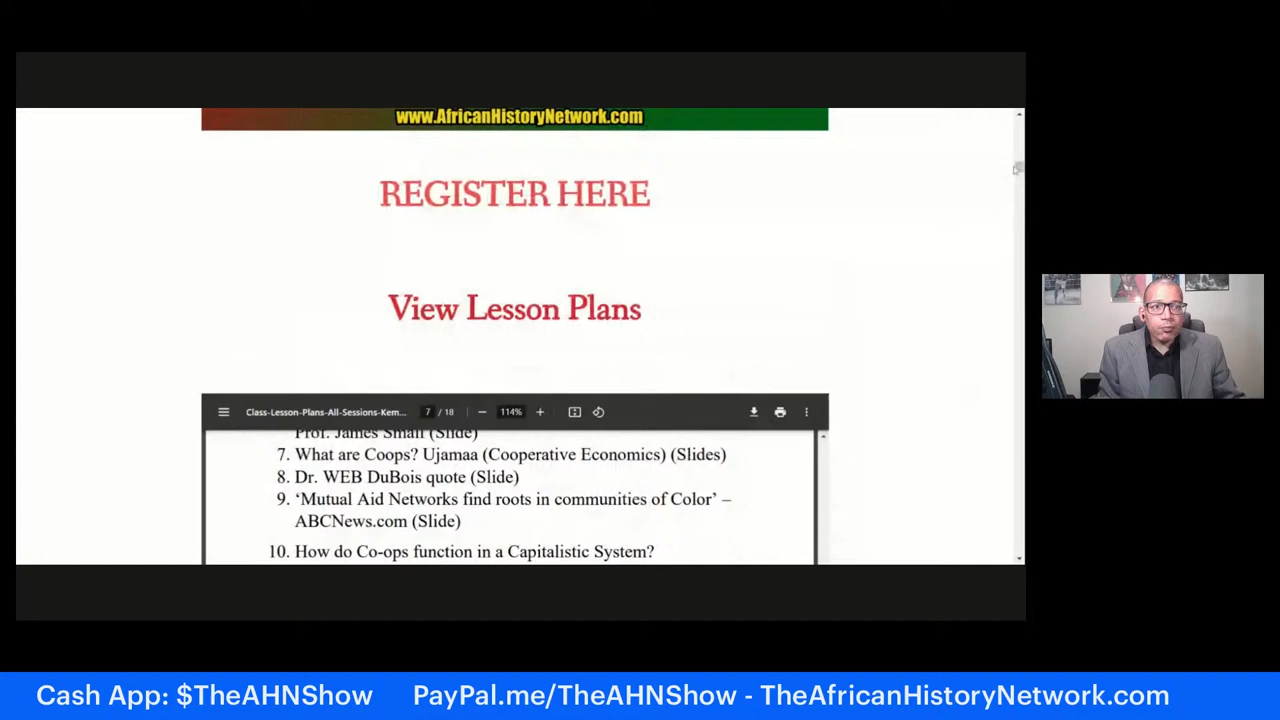 www.AfricanHistoryNetwork.com
REGISTER HERE
View Lesson Plans
Class-Lesson-Plans-All-Sessions-Kem... 7 / 18 114%
Prof. James Small (Slide)
7. What are Coops? Ujamaa (Cooperative Economics) (Slides)
8. Dr. WEB DuBois quote (Slide)
9. ‘Mutual Aid Networks find roots in communities of Color’ –
ABCNews.com (Slide)
10. How do Co-ops function in a Capitalistic System?
Cash App: $TheAHNShow PayPal.me/TheAHNShow - TheAfricanHistoryNetwork.com